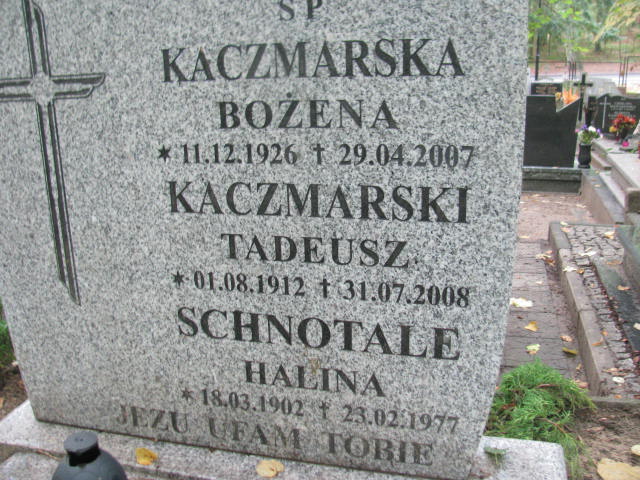 ŚP
KACZMARSKA
BOŻENA
* 11.12.1926 † 29.04.2007
KACZMARSKI
TADEUSZ
* 01.08.1912 † 31.07.2008
SCHNOTALE
HALINA
* 18.03.1902 † 23.02.1977
JEZU UFAM TOBIE